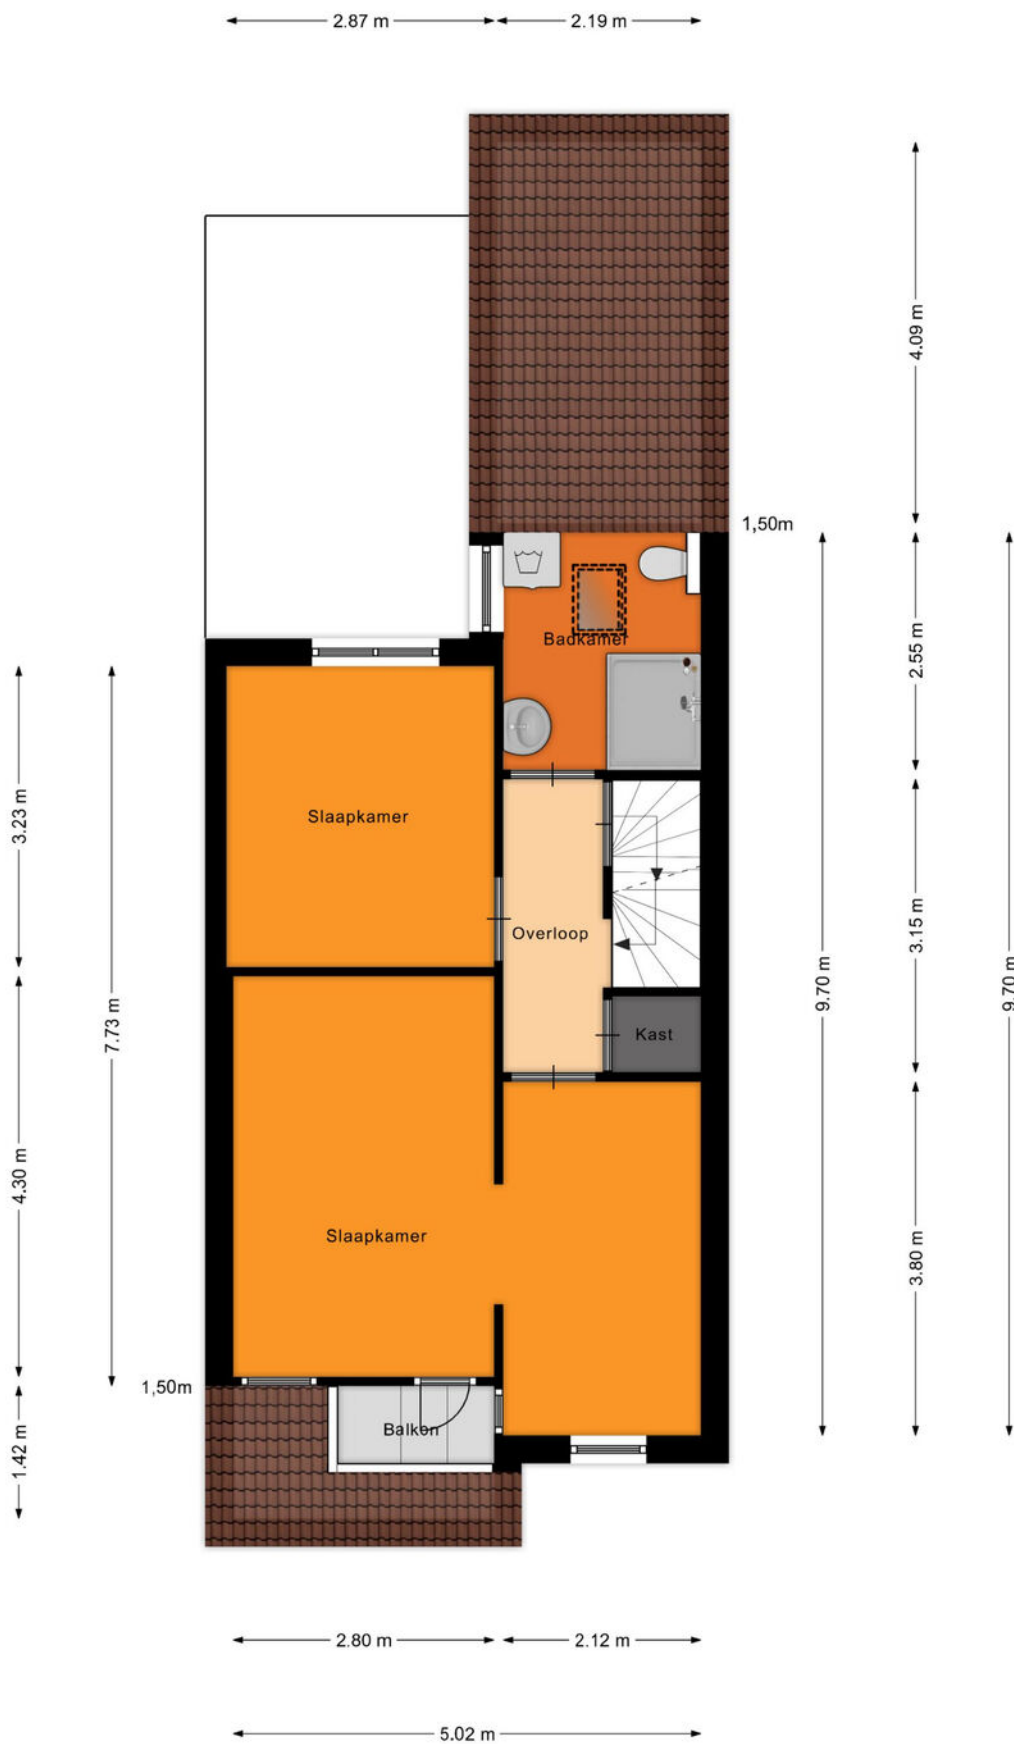 2.87 m
2.19 m
4.09 m
1,50m
2.55 m
Badkamer
3.23 m
Slaapkamer
3.15 m
Overloop
9.70 m
9.70 m
7.73 m
Kast
4.30 m
Slaapkamer
3.80 m
1,50m
Balkon
1.42 m
2.80 m
2.12 m
5.02 m